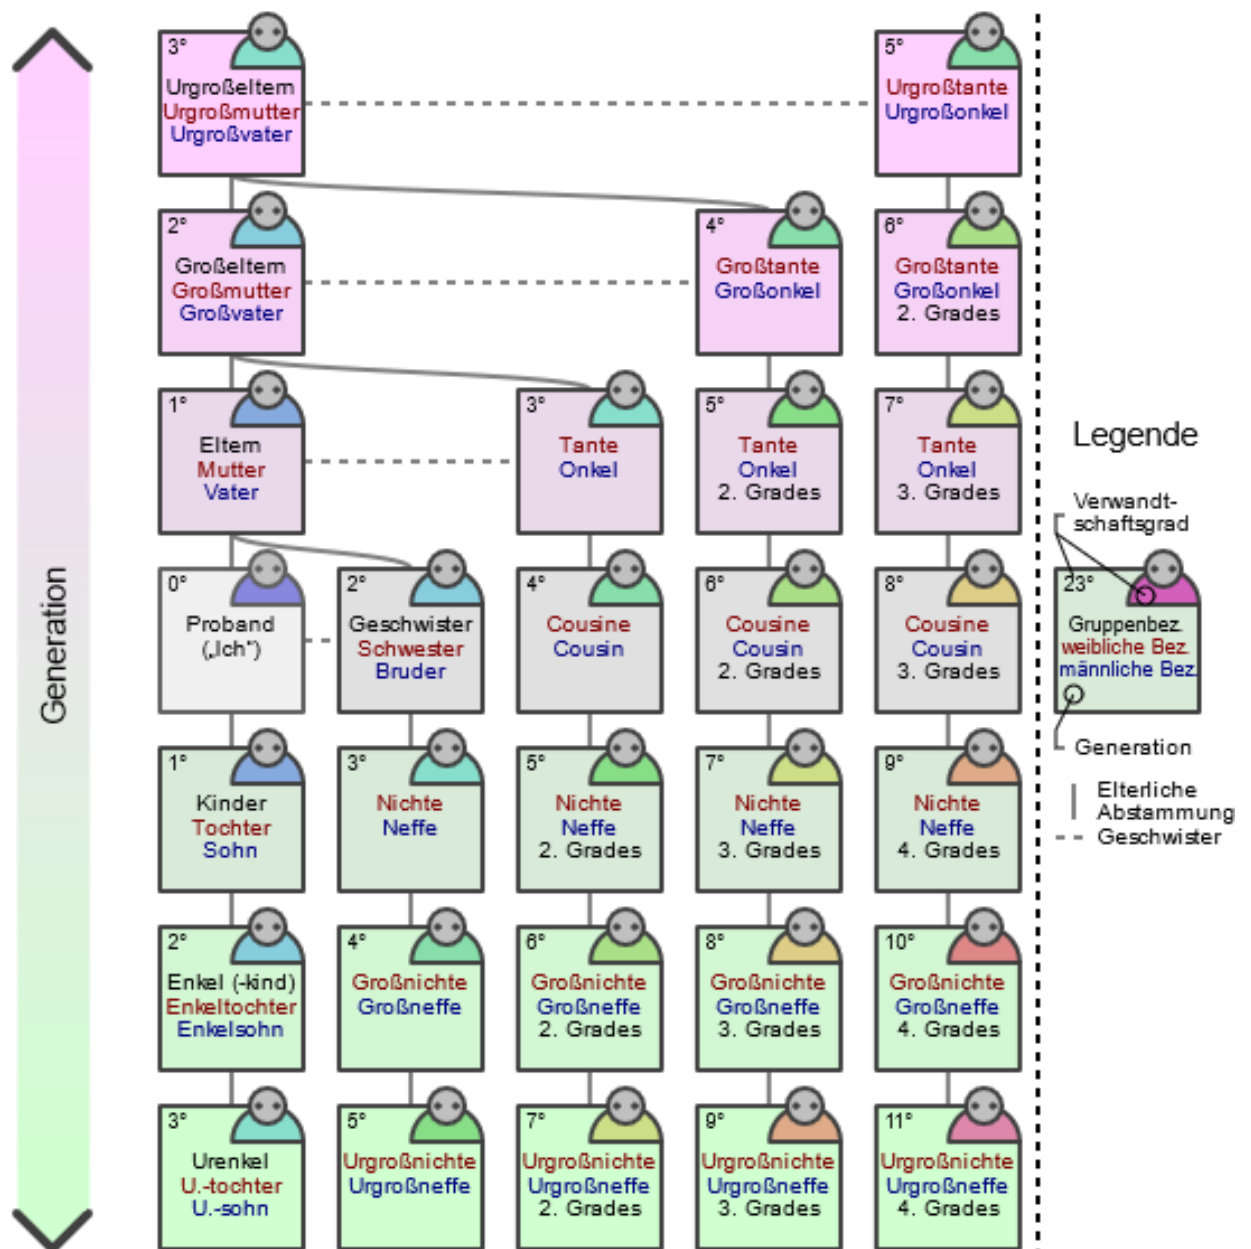 3°
Urgroßeltern
Urgroßmutter
Urgroßvater
5°
Urgroßtante
Urgroßonkel
2°
Großeltern
Großmutter
Großvater
4°
Großtante
Großonkel
6°
Großtante
Großonkel
2. Grades
1°
Eltern
Mutter
Vater
3°
Tante
Onkel
5°
Tante
Onkel
2. Grades
7°
Tante
Onkel
3. Grades
0°
Proband
(„Ich“)
2°
Geschwister
Schwester
Bruder
4°
Cousine
Cousin
6°
Cousine
Cousin
2. Grades
8°
Cousine
Cousin
3. Grades
1°
Kinder
Tochter
Sohn
3°
Nichte
Neffe
5°
Nichte
Neffe
2. Grades
7°
Nichte
Neffe
3. Grades
9°
Nichte
Neffe
4. Grades
2°
Enkel (-kind)
Enkeltochter
Enkelsohn
4°
Großnichte
Großneffe
6°
Großnichte
Großneffe
2. Grades
8°
Großnichte
Großneffe
3. Grades
10°
Großnichte
Großneffe
4. Grades
3°
Urenkel
U.-tochter
U.-sohn
5°
Urgroßnichte
Urgroßneffe
7°
Urgroßnichte
Urgroßneffe
2. Grades
9°
Urgroßnichte
Urgroßneffe
3. Grades
11°
Urgroßnichte
Urgroßneffe
4. Grades
Generation
Legende
Verwandt-
schaftsgrad
23°
Gruppenbez.
weibliche Bez.
männliche Bez.
Generation
Elterliche
Abstammung
Geschwister